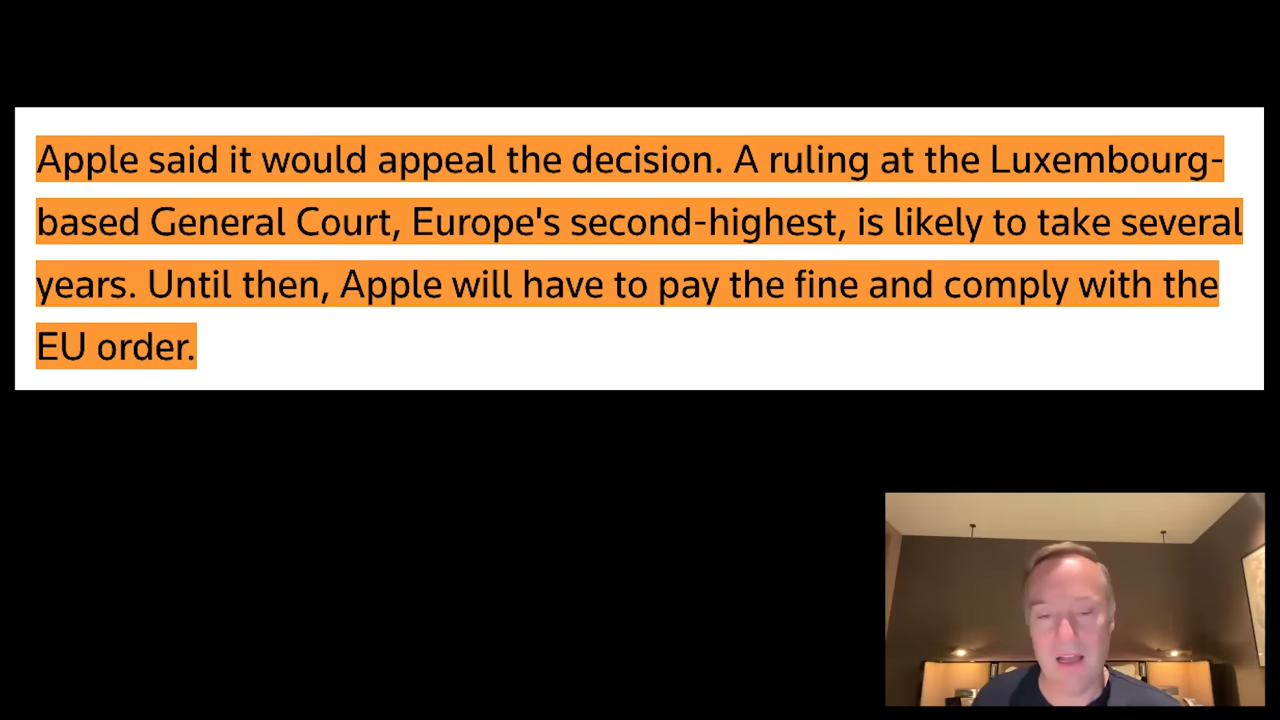 Apple said it would appeal the decision. A ruling at the Luxembourg-
based General Court, Europe's second-highest, is likely to take several
years. Until then, Apple will have to pay the fine and comply with the
EU order.